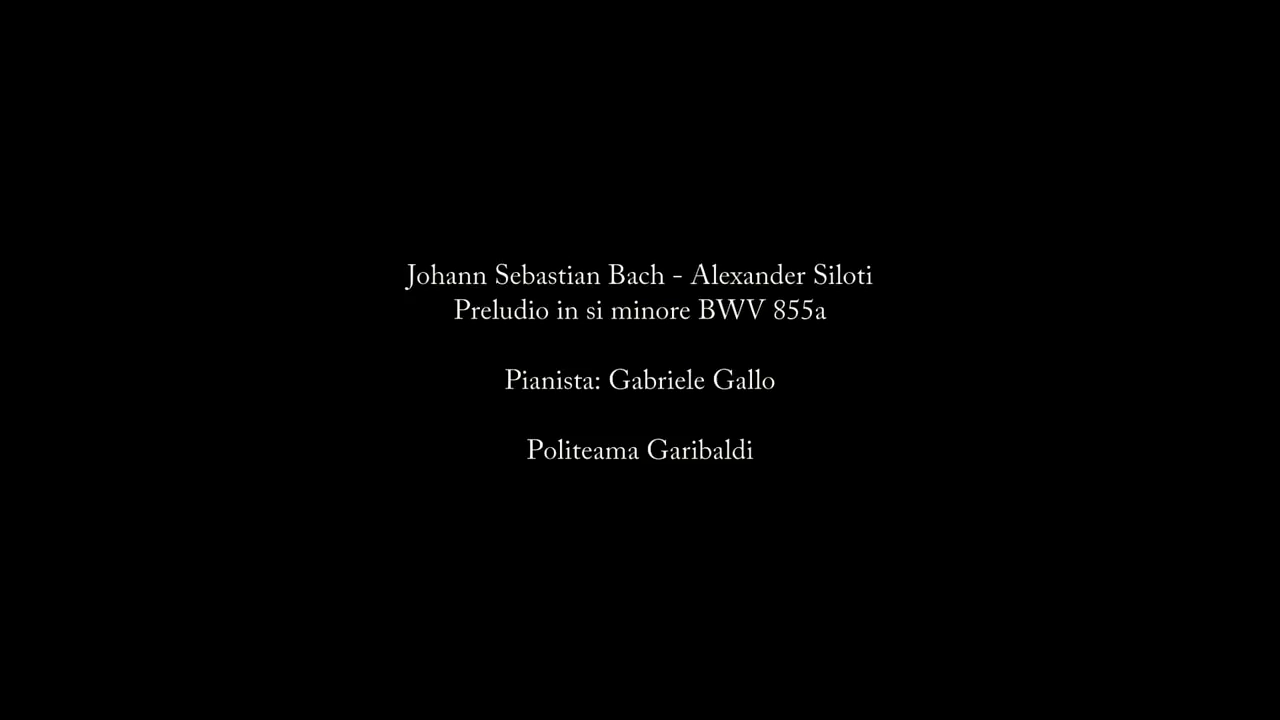 Johann Sebastian Bach - Alexander Siloti
Preludio in si minore BWV 855a
Pianista: Gabriele Gallo
Politeama Garibaldi